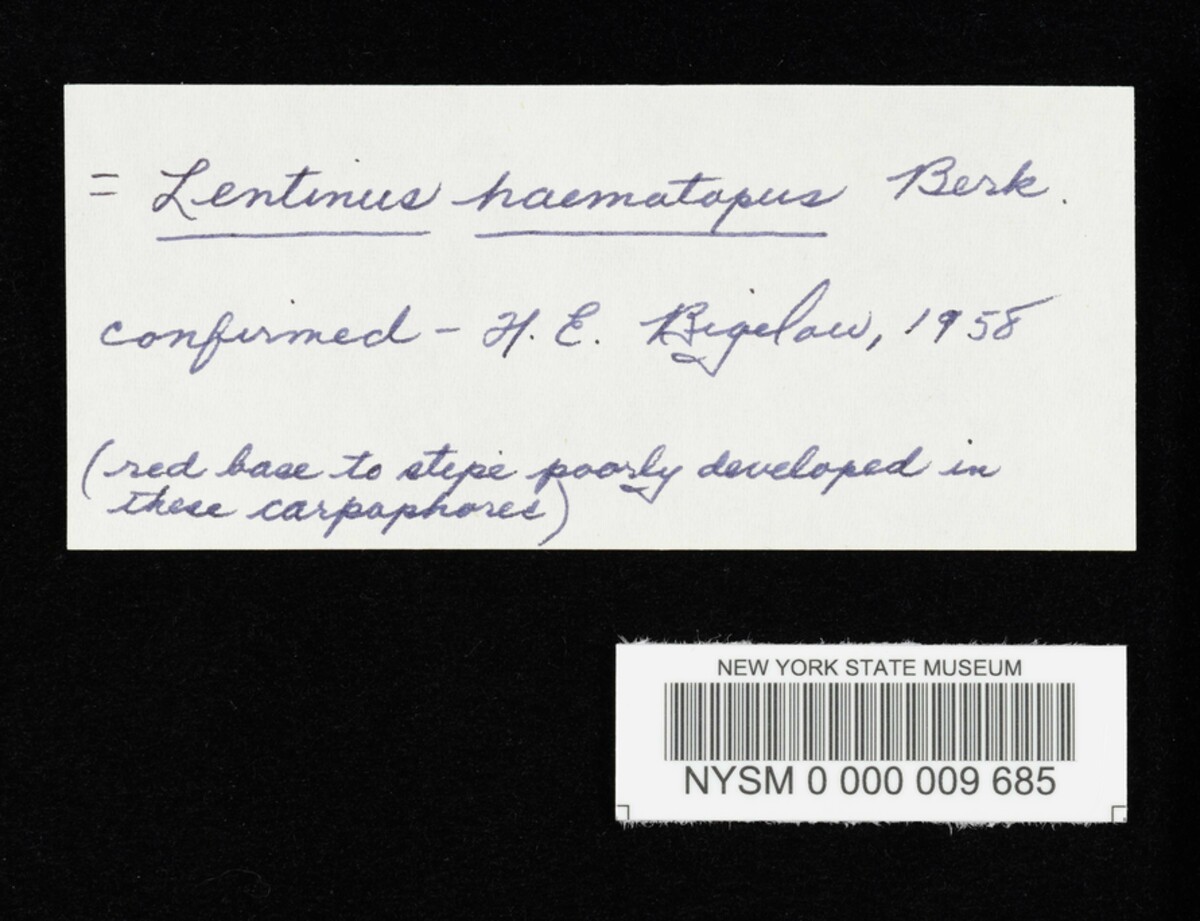 = Lentinus haematopus Berk.
confirmed - H. E. Bigelow, 1958
(red base to stipe poorly developed in
these carpophores)
NEW YORK STATE MUSEUM
NYSM 0 000 009 685